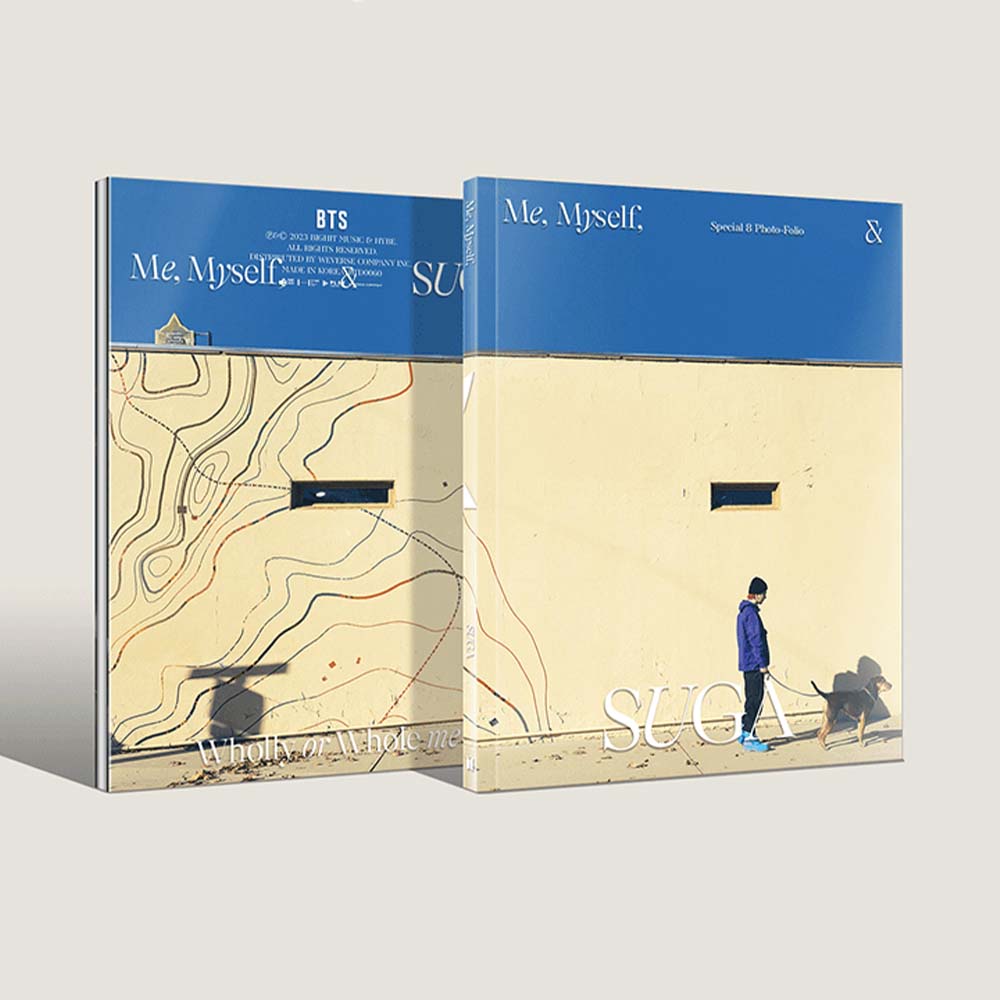 BTS
℗&© 2023 BIGHIT MUSIC & HYBE.
ALL RIGHTS RESERVED.
DISTRIBUTED BY WEVERSE COMPANY INC.
MADE IN KOREA
Me, Myself, &
SUG
Wholly or Whole me
Me, Myself,
SUGA
Me, Myself,
Special 8 Photo-Folio
&
SUGA